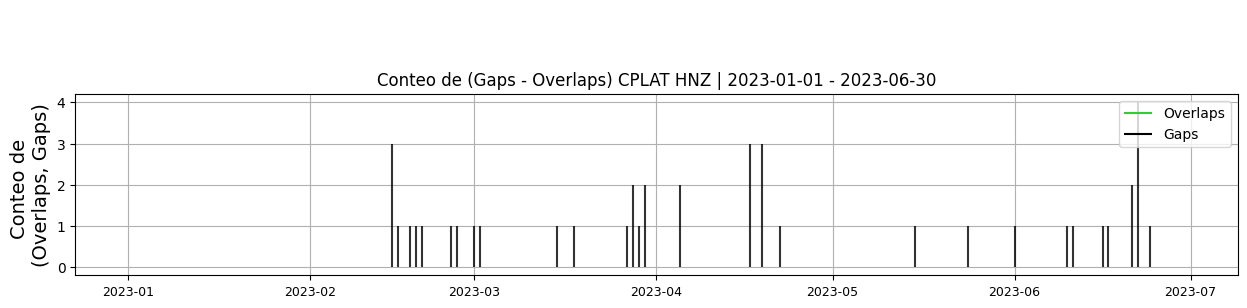 Conteo de (Gaps - Overlaps) CPLAT HNZ | 2023-01-01 - 2023-06-30
Conteo de
(Overlaps, Gaps)
4
3
2
1
0
Overlaps
Gaps
2023-01
2023-02
2023-03
2023-04
2023-05
2023-06
2023-07